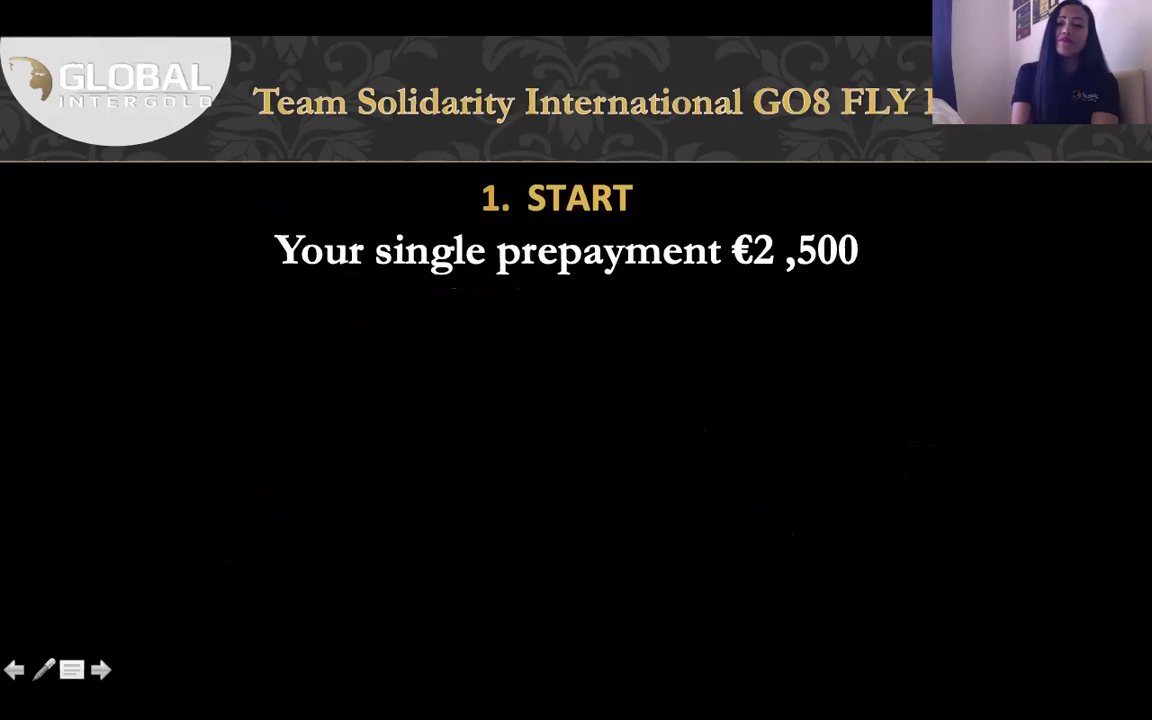 GLOBAL
INTERGOLD
Team Solidarity International GO8 FLY
1. START
Your single prepayment €2 ,500